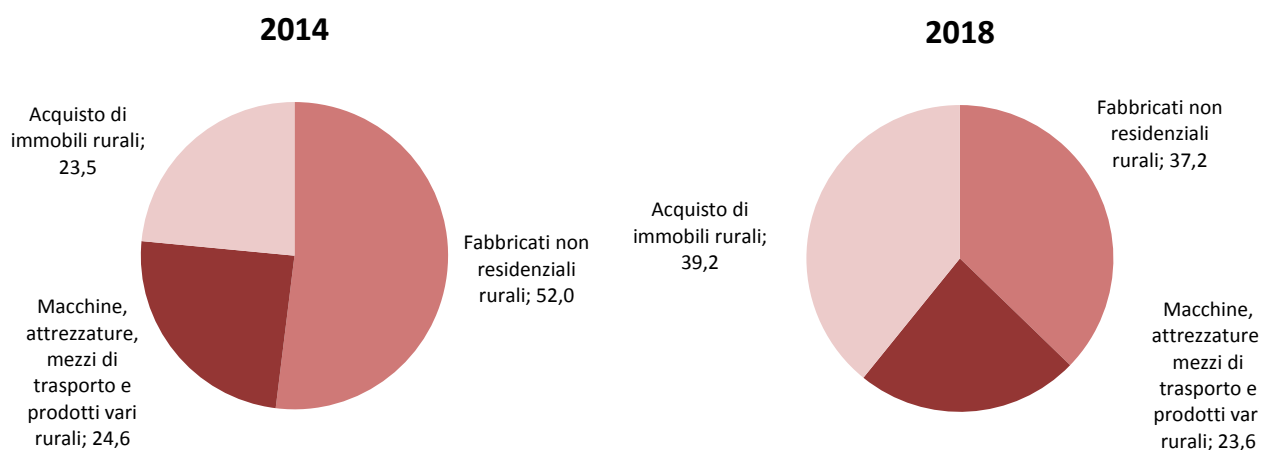 2014
Acquisto di
immobili rurali;
23,5
Fabbricati non
residenziali
rurali; 52,0
Macchine,
attrezzature,
mezzi di
trasporto e
prodotti vari
rurali; 24,6
2018
Fabbricati non
residenziali
rurali; 37,2
Acquisto di
immobili rurali;
39,2
Macchine,
attrezzature
mezzi di
trasporto e
prodotti var
rurali; 23,6